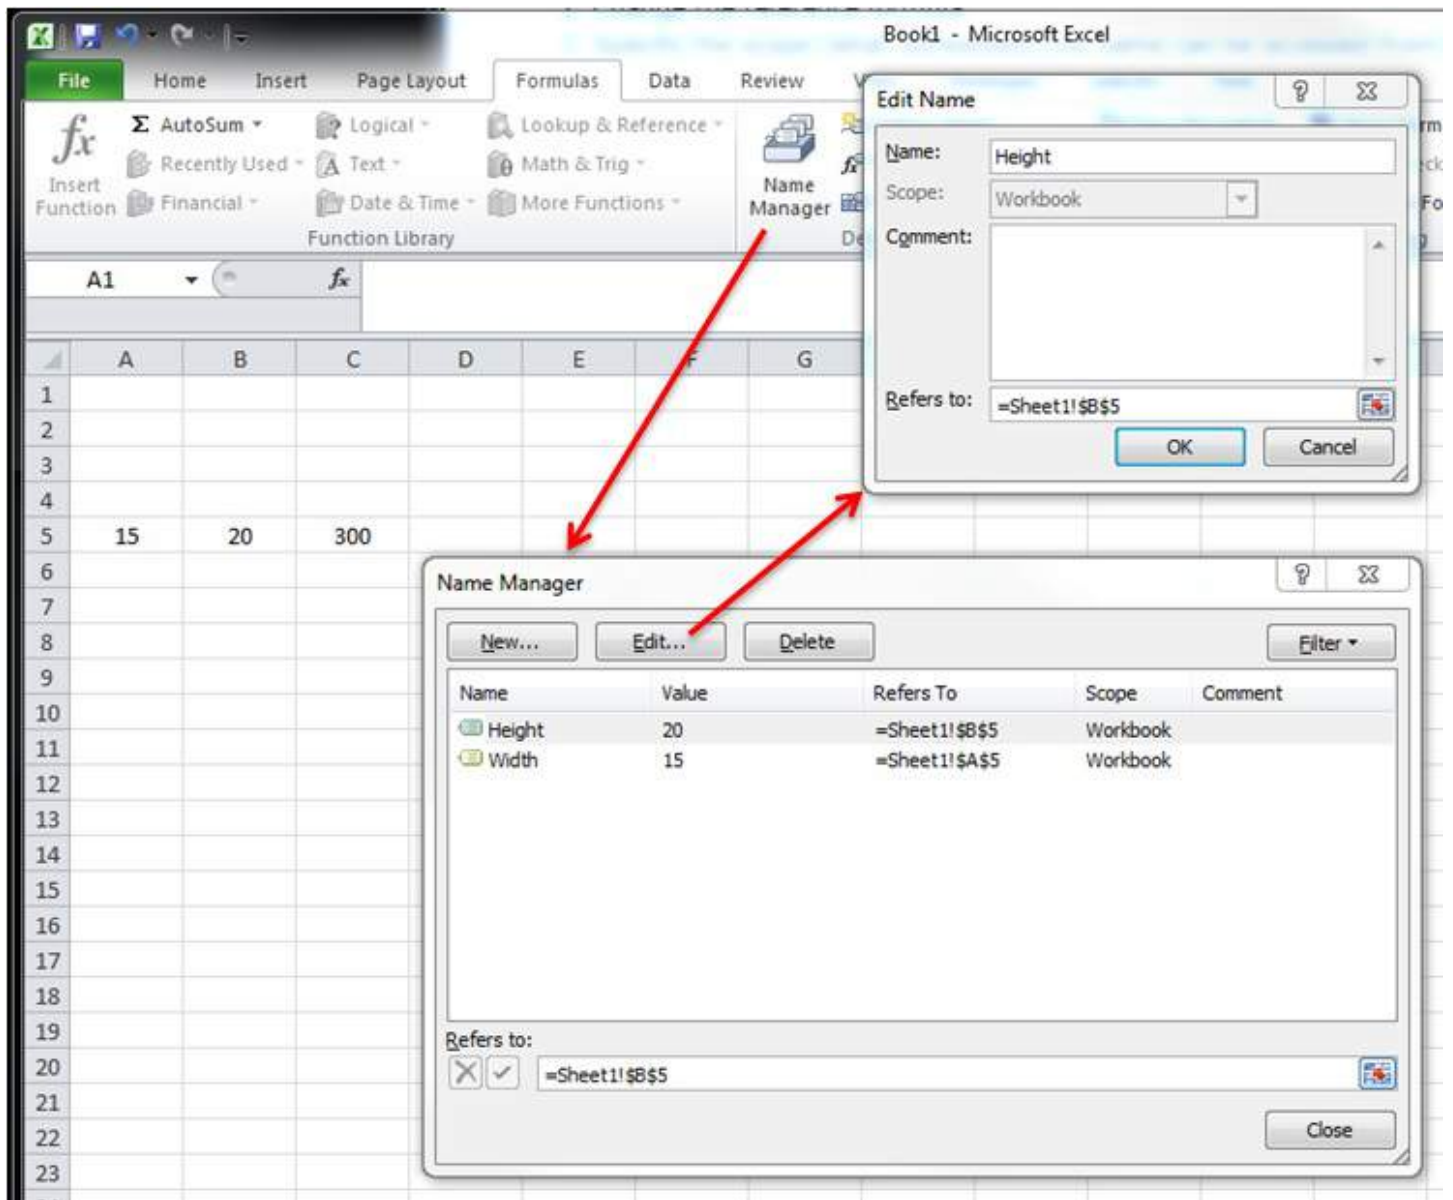 Book1 - Microsoft Excel
File Home Insert Page Layout Formulas Data Review
Σ AutoSum Logical Lookup & Reference
Recently Used Text Math & Trig
Financial Date & Time More Functions
fx Insert Function
Name Manager
Function Library
A1 fx
A B C D E F G
1
2
3
4
5 15 20 300
6
7
8
9
10
11
12
13
14
15
16
17
18
19
20
21
22
23
Edit Name
Name: Height
Scope: Workbook
Comment:
Refers to: =Sheet1!$B$5
OK Cancel
Name Manager
New... Edit... Delete Filter
Name Value Refers To Scope Comment
Height 20 =Sheet1!$B$5 Workbook
Width 15 =Sheet1!$A$5 Workbook
Refers to:
=Sheet1!$B$5
Close